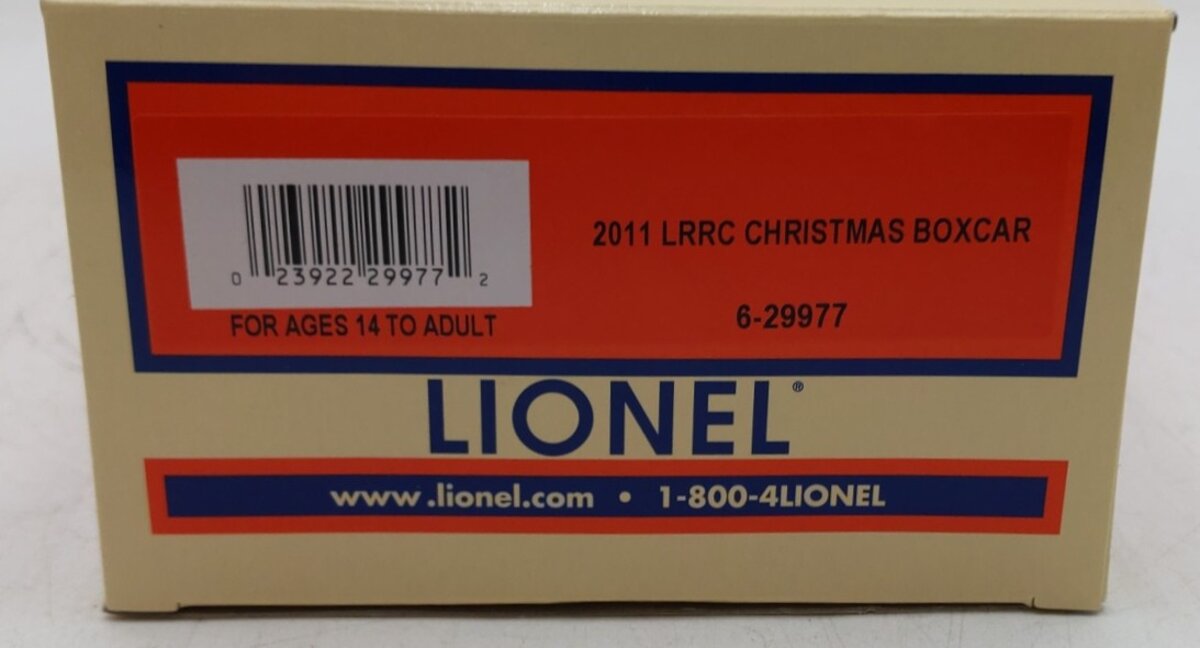 0 23922 29977 2
FOR AGES 14 TO ADULT
2011 LRRC CHRISTMAS BOXCAR
6-29977
LIONEL®
www.lionel.com • 1-800-4LIONEL